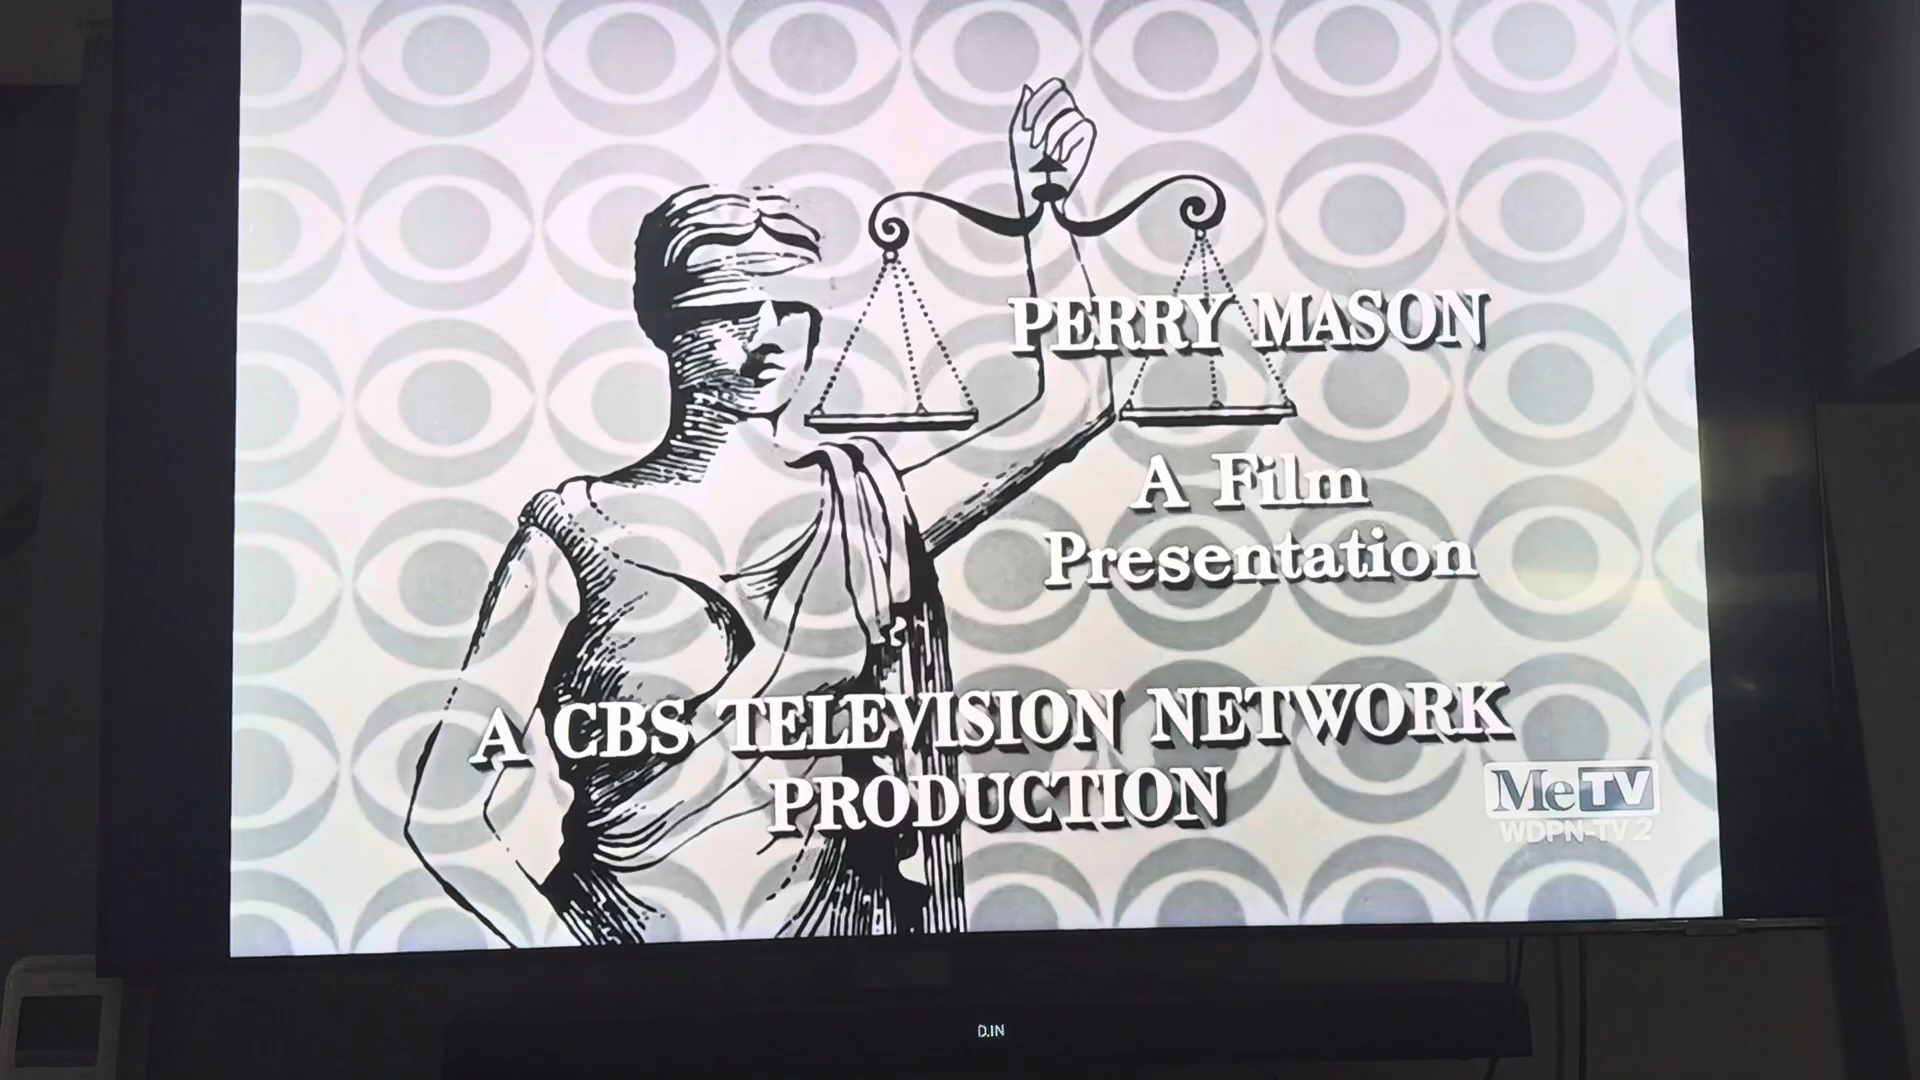 PERRY MASON
A Film
Presentation
A CBS TELEVISION NETWORK
PRODUCTION
MeTV
WDPN-TV 2
D.IN